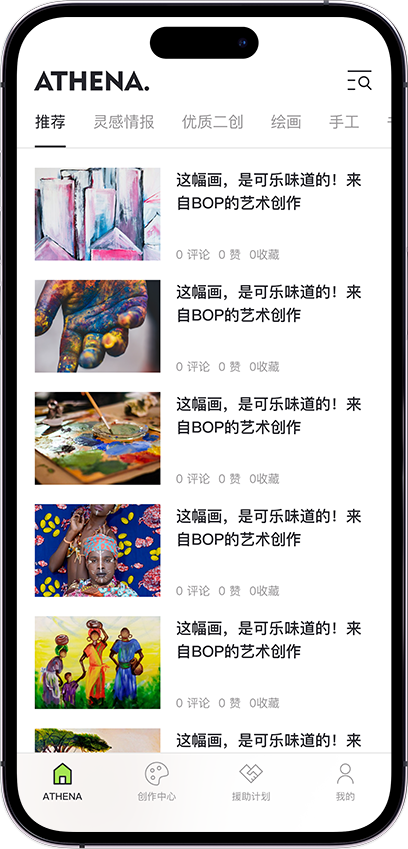 ATHENA.
推荐 灵感情报 优质二创 绘画 手工
这幅画，是可乐味道的！来
自BOP的艺术创作
0 评论 0 赞 0收藏
这幅画，是可乐味道的！来
自BOP的艺术创作
0 评论 0 赞 0收藏
这幅画，是可乐味道的！来
自BOP的艺术创作
0 评论 0 赞 0收藏
这幅画，是可乐味道的！来
自BOP的艺术创作
0 评论 0 赞 0收藏
这幅画，是可乐味道的！来
自BOP的艺术创作
0 评论 0 赞 0收藏
这幅画，是可乐味道的！来
ATHENA 创作中心 援助计划 我的